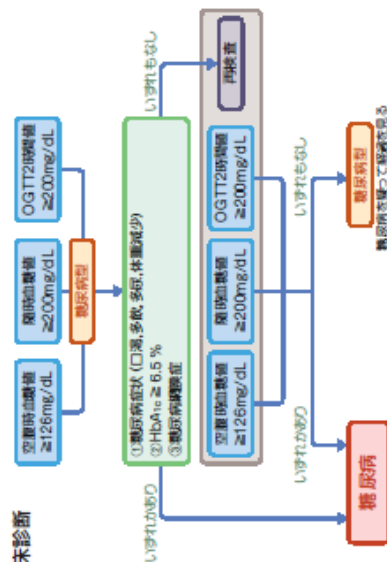 未診断
空腹時血糖値
≧126mg/dL
随時血糖値
≧200mg/dL
OGTT2時間値
≧200mg/dL
糖尿病型
①糖尿病症状(口渇,多飲,多尿,体重減少)
②HbA1c ≧ 6.5 %
③糖尿病網膜症
いずれかあり
いずれもなし
再検査
空腹時血糖値
≧126mg/dL
随時血糖値
≧200mg/dL
OGTT2時間値
≧200mg/dL
いずれかあり
いずれもなし
糖尿病
糖尿病型
糖尿病を疑って経過を見る